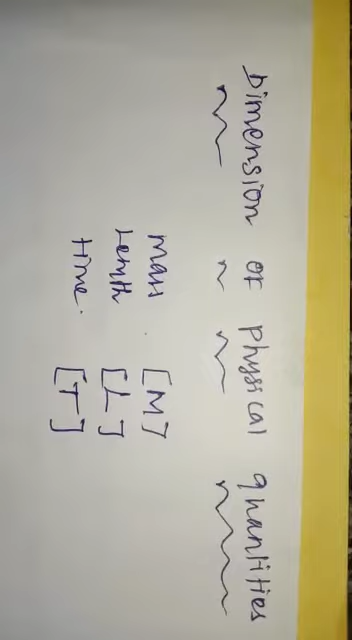 Dimension of Physical quantities
Mass [M]
Length [L]
time. [T]